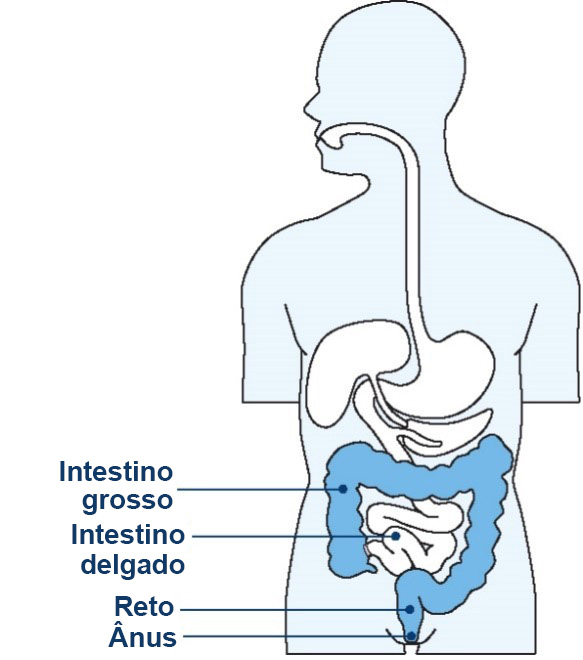 Intestino
grosso
Intestino
delgado
Reto
Ânus